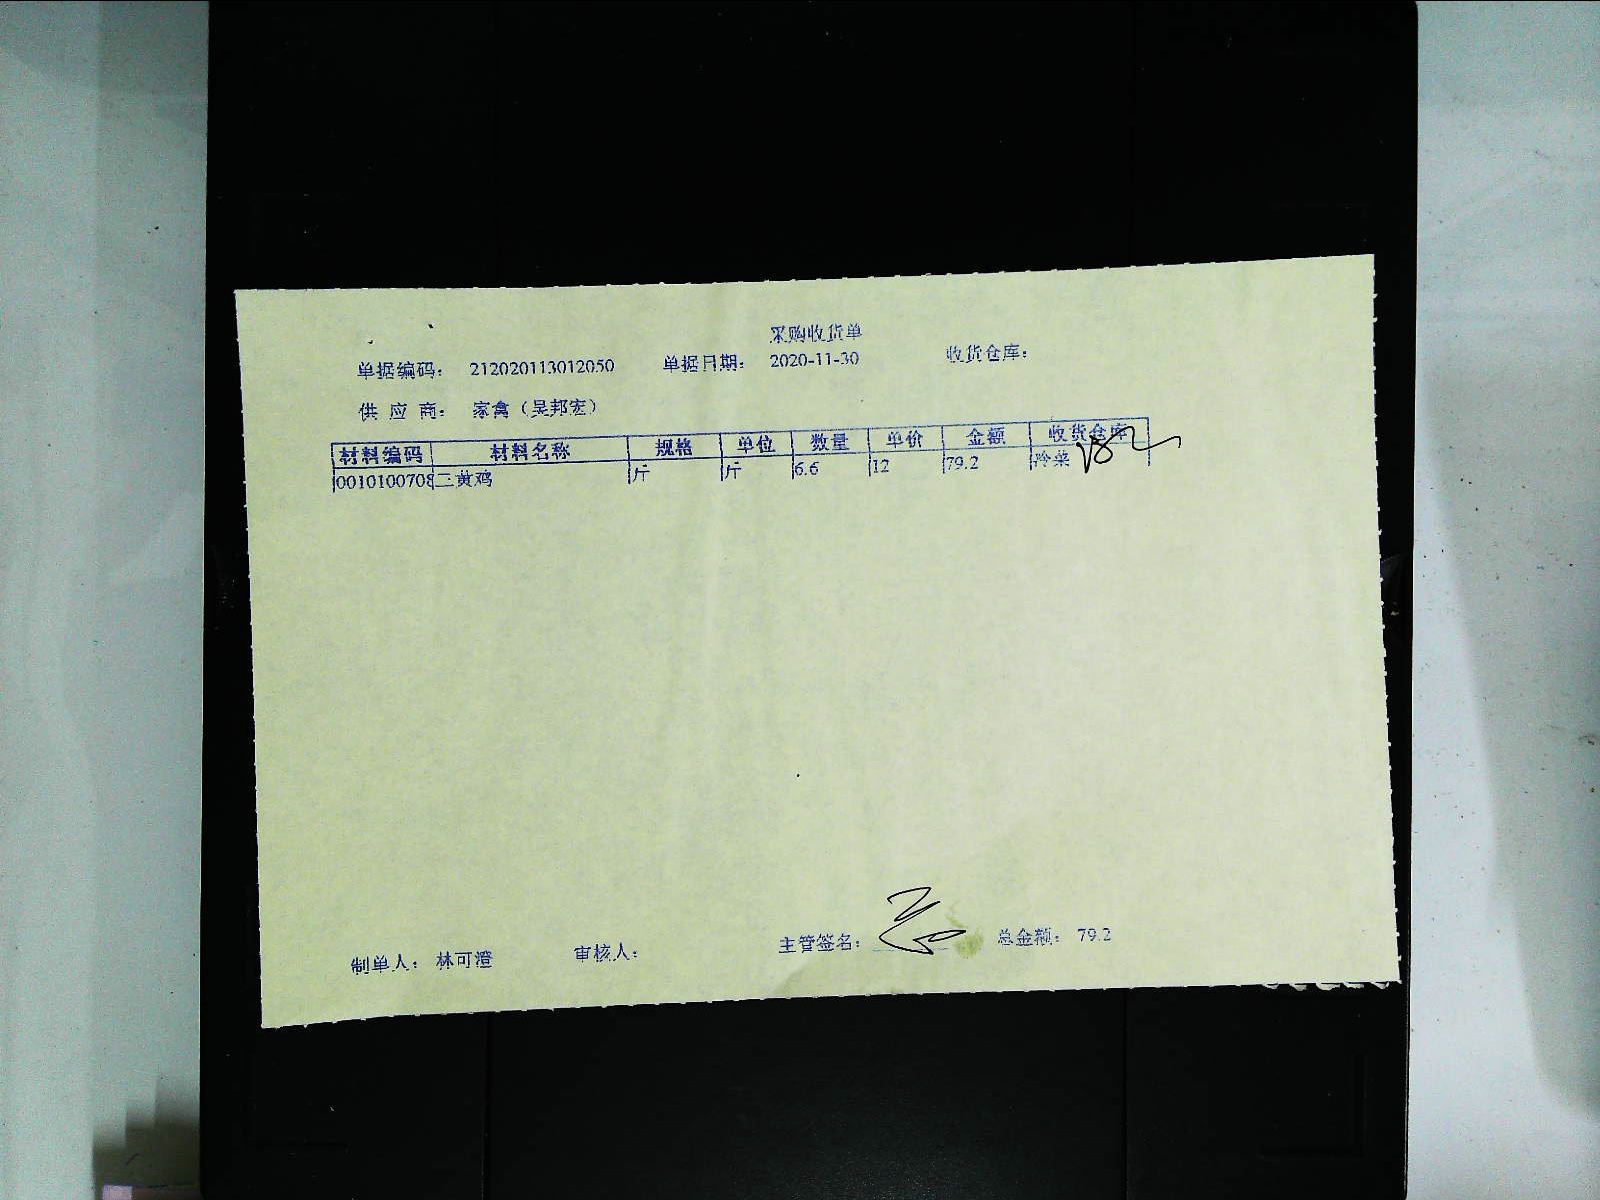 采购收货单
单据编码： 212020113012050 单据日期： 2020-11-30 收货仓库：
供 应 商： 家禽（吴邦宏）
材料编码 材料名称 规格 单位 数量 单价 金额 收货仓库
0010100708 三黄鸡 斤 斤 6.6 12 79.2 冷菜
制单人： 林可澄 审核人： 主管签名： 总金额： 79.2